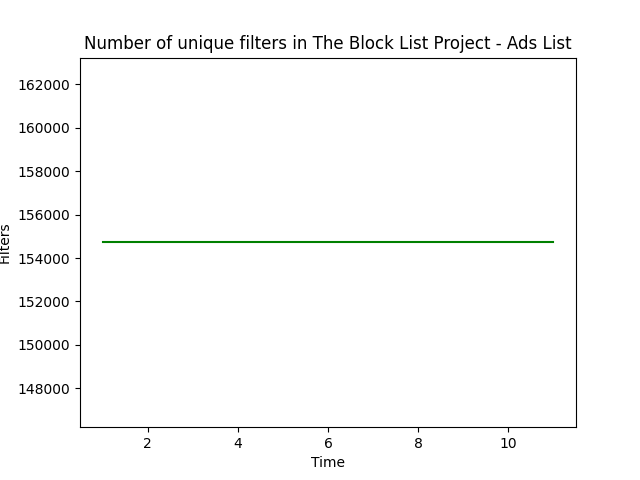 Number of unique filters in The Block List Project - Ads List
162000
160000
158000
156000
154000
152000
150000
148000
Filters
2 4 6 8 10
Time